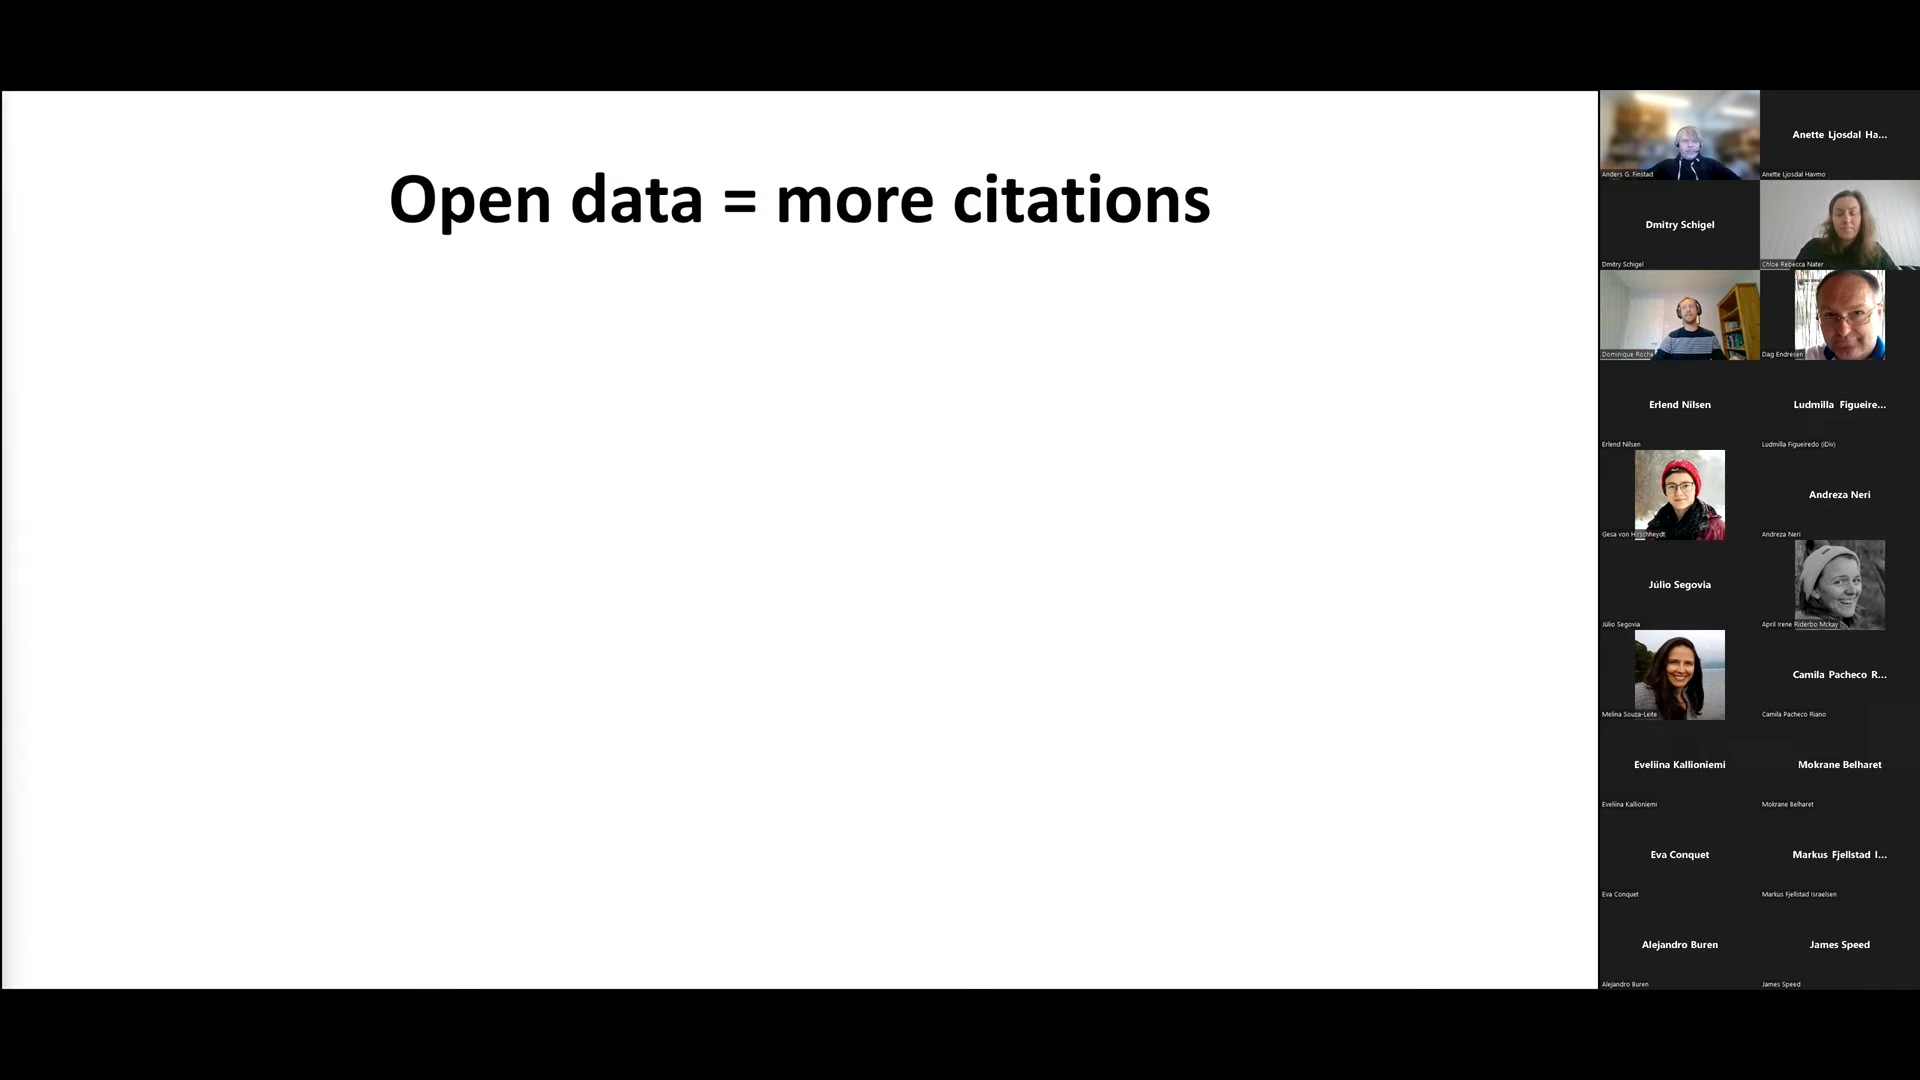 Open data = more citations
Anders G. Finstad
Anette Ljosdal Ha...
Anette Ljosdal Havmo
Dmitry Schigel
Dmitry Schigel
Chloe Rebecca Nater
Dominique Roche
Dag Endresen
Erlend Nilsen
Erlend Nilsen
Ludmilla Figueire...
Ludmilla Figueiredo (iDiv)
Gesa von Hirschheydt
Andreza Neri
Andreza Neri
Júlio Segovia
Júlio Segovia
April Irene Riderbo Mckay
Melina Souza-Leite
Camila Pacheco R...
Camila Pacheco Riano
Eveliina Kallioniemi
Eveliina Kallioniemi
Mokrane Belharet
Mokrane Belharet
Eva Conquet
Eva Conquet
Markus Fjellstad I...
Markus Fjellstad Israelsen
Alejandro Buren
Alejandro Buren
James Speed
James Speed